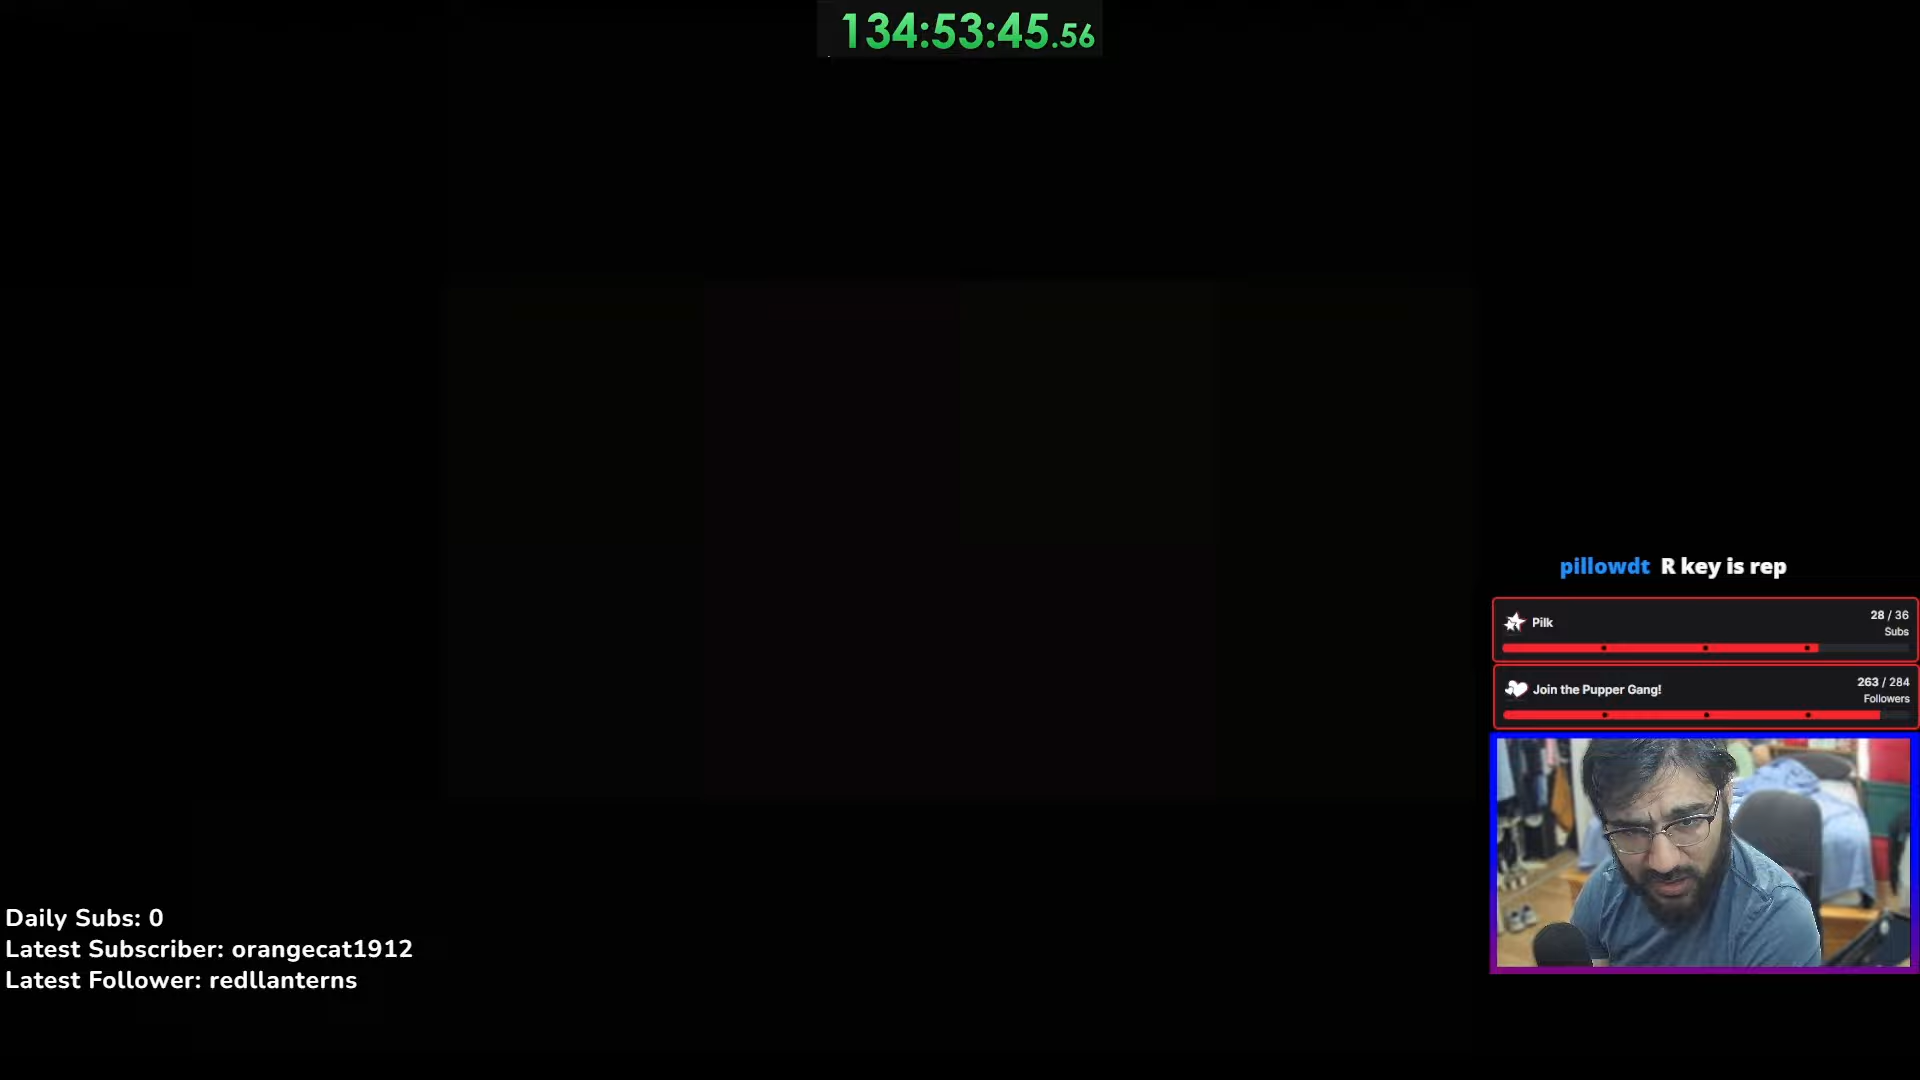 134:53:45.56
pillowdt R key is rep
Pilk
28 / 36
Subs
Join the Pupper Gang!
263 / 284
Followers
Daily Subs: 0
Latest Subscriber: orangecat1912
Latest Follower: redllanterns